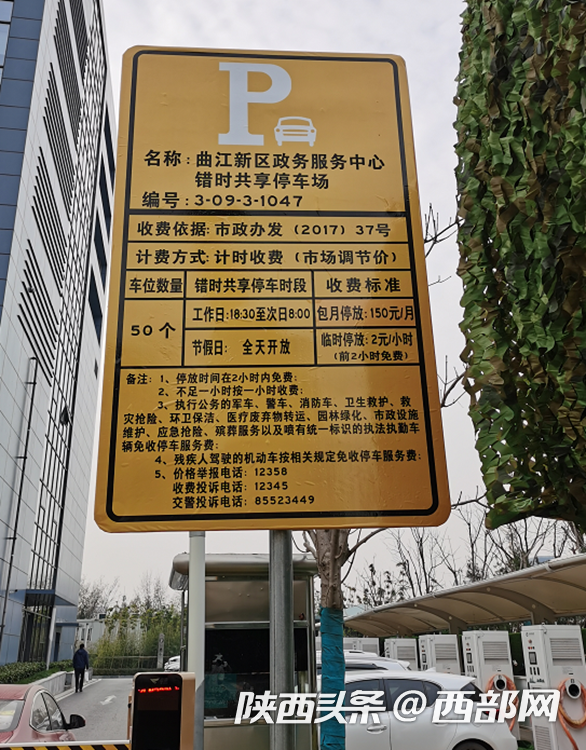 P
名称：曲江新区政务服务中心
错时共享停车场
编号：3-09-3-1047
收费依据：市政办发（2017）37号
计费方式：计时收费（市场调节价）
车位数量 错时共享停车时段 收费标准
50个
工作日：18:30至次日8:00 包月停放：150元/月
节假日：全天开放 临时停放：2元/小时
（前2小时免费）
备注：1、停放时间在2小时内免费；
2、不足一小时按一小时收费；
3、执行公务的军车、警车、消防车、卫生救护、救
灾抢险、环卫保洁、医疗废弃物转运、园林绿化、市政设施
维护、应急抢险、殡葬服务以及喷有统一标识的执法执勤车
辆免收停车服务费；
4、残疾人驾驶的机动车按相关规定免收停车服务费；
5、价格举报电话：12358
收费投诉电话：12345
交警投诉电话：85523449
陕西头条@西部网